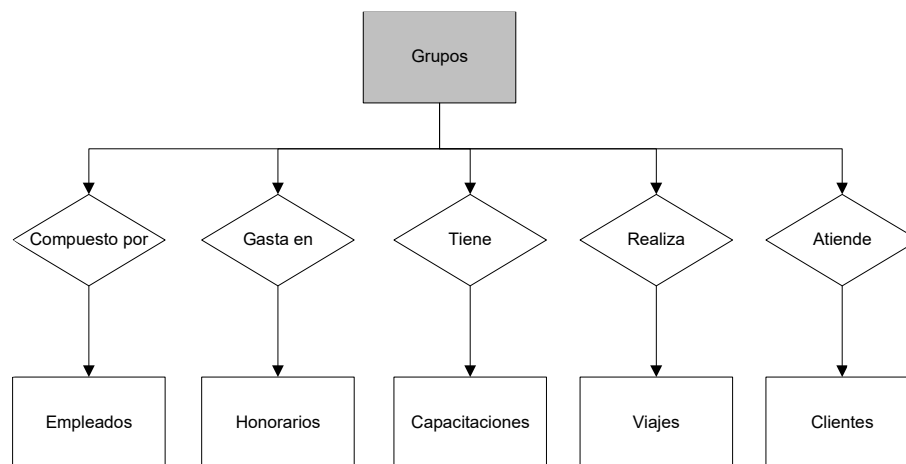 Grupos
Compuesto por
Gasta en
Tiene
Realiza
Atiende
Empleados
Honorarios
Capacitaciones
Viajes
Clientes